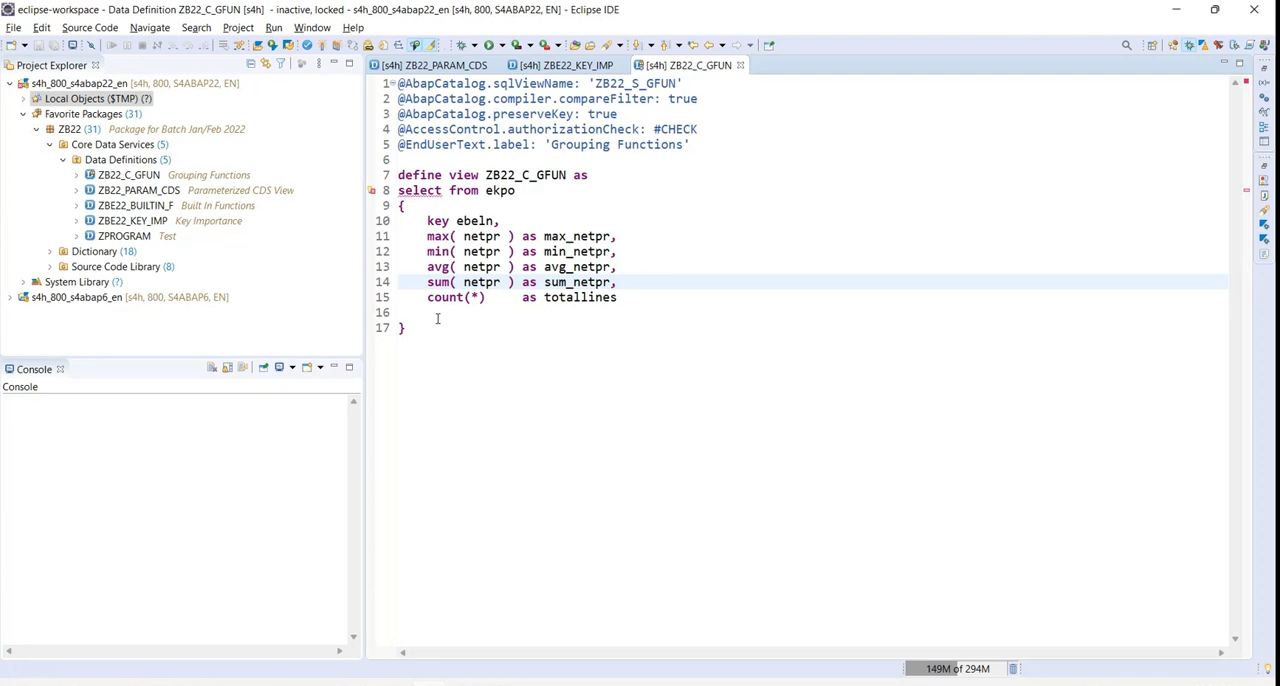 eclipse-workspace - Data Definition ZB22_C_GFUN [s4h]  - inactive, locked - s4h_800_s4abap22_en [s4h, 800, S4ABAP22, EN] - Eclipse IDE
File Edit Source Code Navigate Search Project Run Window Help
Project Explorer
[s4h] ZB22_PARAM_CDS
[s4h] ZBE22_KEY_IMP
[s4h] ZB22_C_GFUN
s4h_800_s4abap22_en [s4h, 800, S4ABAP22, EN]
Local Objects ($TMP) (?)
Favorite Packages (31)
ZB22 (31) Package for Batch Jan/Feb 2022
Core Data Services (5)
Data Definitions (5)
ZB22_C_GFUN Grouping Functions
ZB22_PARAM_CDS Parameterized CDS View
ZBE22_BUILTIN_F Built In Functions
ZBE22_KEY_IMP Key Importance
ZPROGRAM Test
Dictionary (18)
Source Code Library (8)
System Library (?)
s4h_800_s4abap6_en [s4h, 800, S4ABAP6, EN]
1 @AbapCatalog.sqlViewName: 'ZB22_S_GFUN'
2 @AbapCatalog.compiler.compareFilter: true
3 @AbapCatalog.preserveKey: true
4 @AccessControl.authorizationCheck: #CHECK
5 @EndUserText.label: 'Grouping Functions'
6
7 define view ZB22_C_GFUN as
8 select from ekpo
9 {
10 key ebeln,
11 max( netpr ) as max_netpr,
12 min( netpr ) as min_netpr,
13 avg( netpr ) as avg_netpr,
14 sum( netpr ) as sum_netpr,
15 count(*)     as totallines
16
17 }
Console
Console
149M of 294M